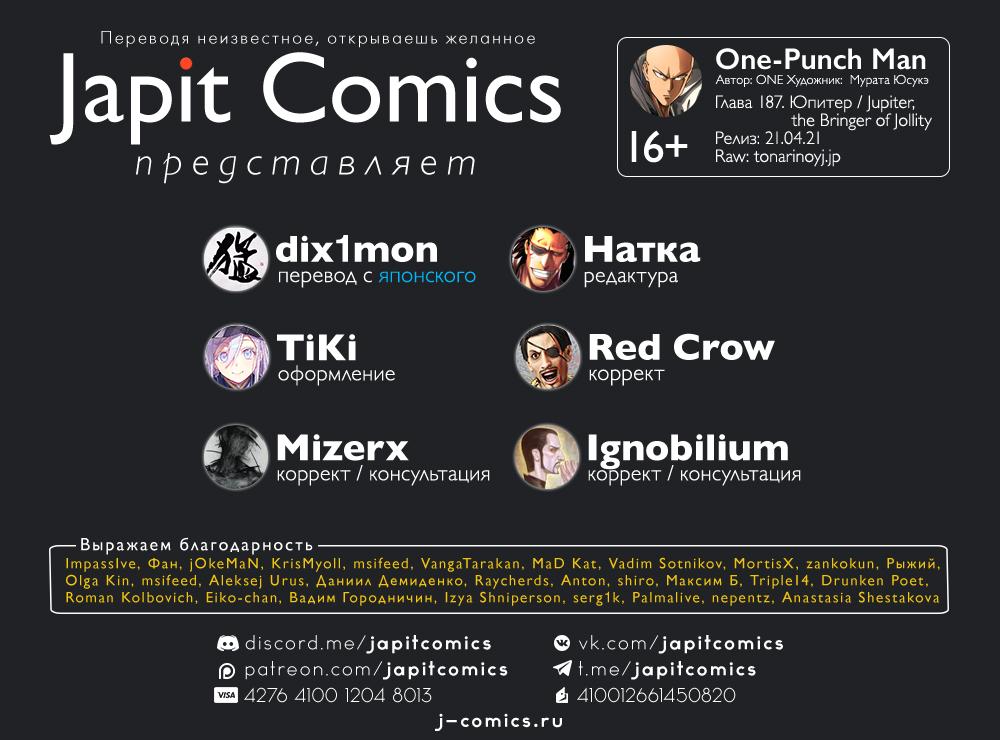 Переводя неизвестное, открываешь желанное
Japit Comics
представляет
One-Punch Man
Автор: ONE Художник: Мурата Юсукэ
Глава 187. Юпитер / Jupiter,
the Bringer of Jollity
16+
Релиз: 21.04.21
Raw: tonarinoyj.jp
猛
dix1mon
перевод с японского
Натка
редактура
TiKi
оформление
Red Crow
коррект
Mizerx
коррект / консультация
Ignobilium
коррект / консультация
Выражаем благодарность
ImpassIve, Фан, jOkeMaN, KrisMyoll, msifeed, VangaTarakan, MaD Kat, Vadim Sotnikov, MortisX, zankokun, Рыжий,
Olga Kin, msifeed, Aleksej Urus, Даниил Демиденко, Raycherds, Anton, shiro, Максим Б, Triple14, Drunken Poet,
Roman Kolbovich, Eiko-chan, Вадим Городничин, Izya Shniperson, serg1k, Palmalive, nepentz, Anastasia Shestakova
discord.me/japitcomics
vk.com/japitcomics
patreon.com/japitcomics
t.me/japitcomics
VISA 4276 4100 1204 8013
410012661450820
j-comics.ru